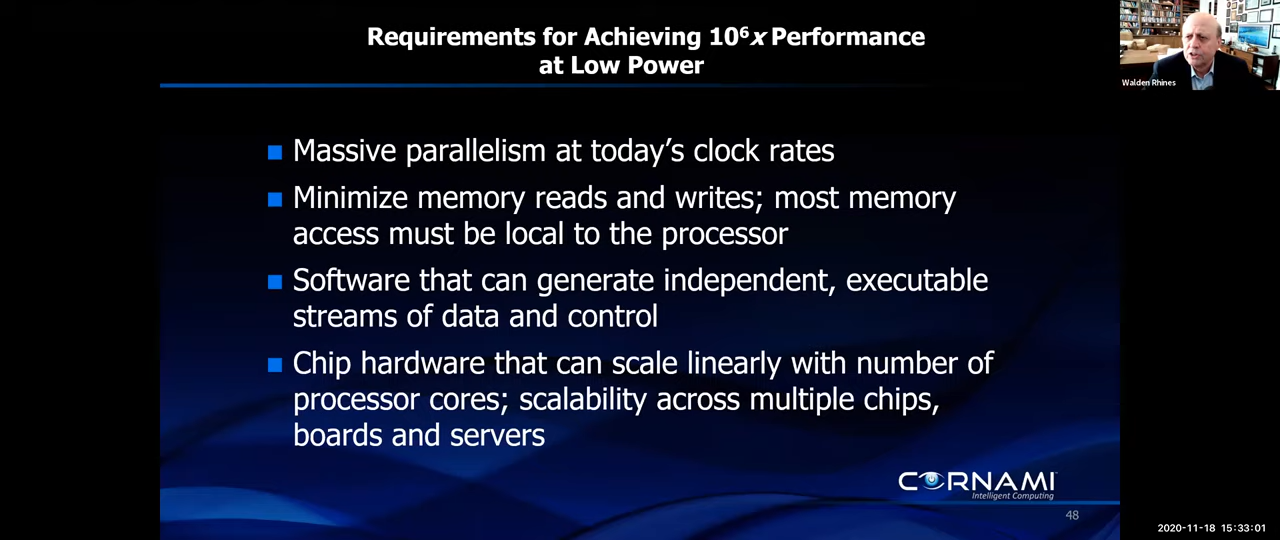 Requirements for Achieving 10⁶x Performance
at Low Power
Walden Rhines
■ Massive parallelism at today's clock rates
■ Minimize memory reads and writes; most memory
access must be local to the processor
■ Software that can generate independent, executable
streams of data and control
■ Chip hardware that can scale linearly with number of
processor cores; scalability across multiple chips,
boards and servers
CORNAMI™
Intelligent Computing
48
2020-11-18 15:33:01